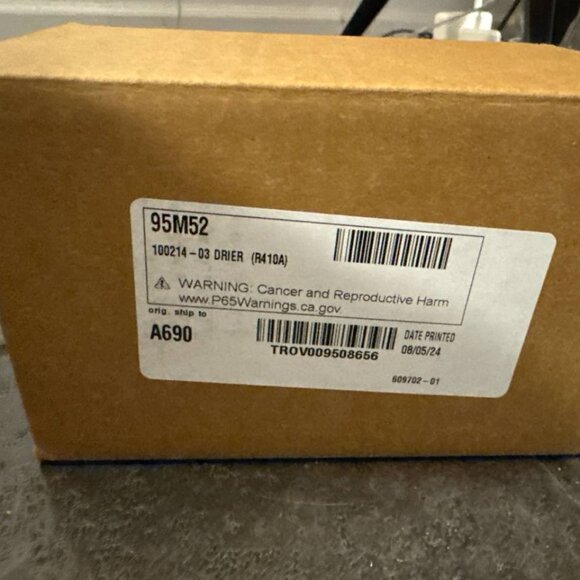 95M52
100214-03 DRIER (R410A)
WARNING: Cancer and Reproductive Harm
www.P65Warnings.ca.gov
orig. ship to
A690
TROV009508656
DATE PRINTED
08/05/24
609702-01